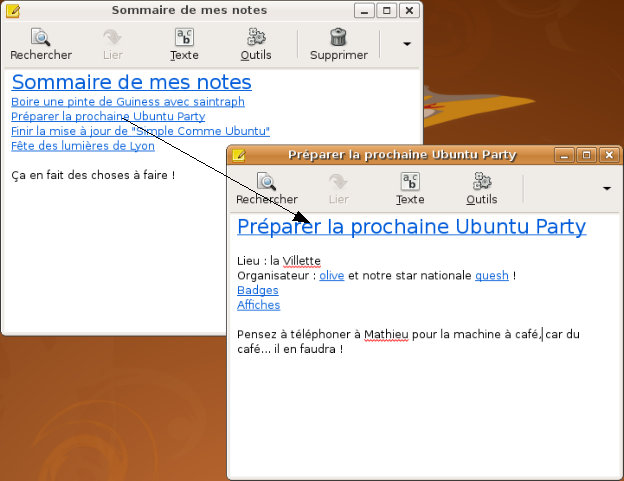 Sommaire de mes notes
Rechercher Lien Texte Outils Supprimer
Sommaire de mes notes
Boire une pinte de Guiness avec saintraph
Préparer la prochaine Ubuntu Party
Finir la mise à jour de "Simple Comme Ubuntu"
Fête des lumières de Lyon
Ça en fait des choses à faire !
Préparer la prochaine Ubuntu Party
Rechercher Lien Texte Outils
Préparer la prochaine Ubuntu Party
Lieu : la Villette
Organisateur : olive et notre star nationale quesh !
Badges
Affiches
Pensez à téléphoner à Mathieu pour la machine à café, car du
café... il en faudra !